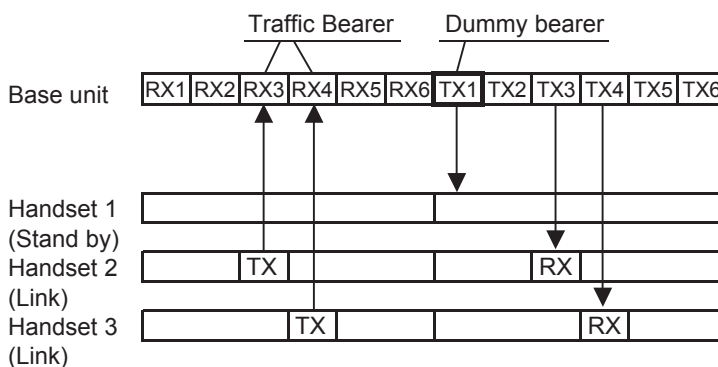 Traffic Bearer Dummy bearer
Base unit RX1 RX2 RX3 RX4 RX5 RX6 TX1 TX2 TX3 TX4 TX5 TX6
Handset 1
(Stand by)
Handset 2 TX RX
(Link)
Handset 3 TX RX
(Link)